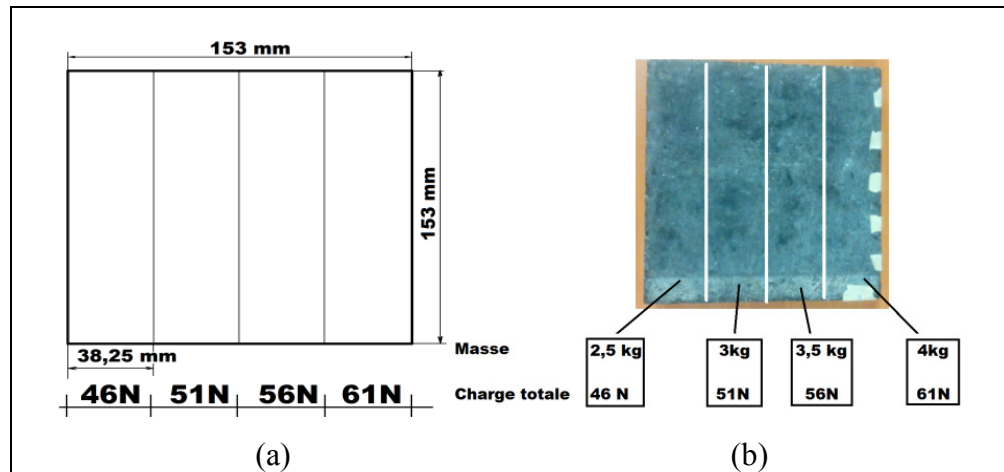 153 mm
153 mm
38,25 mm
46N 51N 56N 61N
Masse 2,5 kg 3kg 3,5 kg 4kg
Charge totale 46 N 51N 56N 61N
(a) (b)